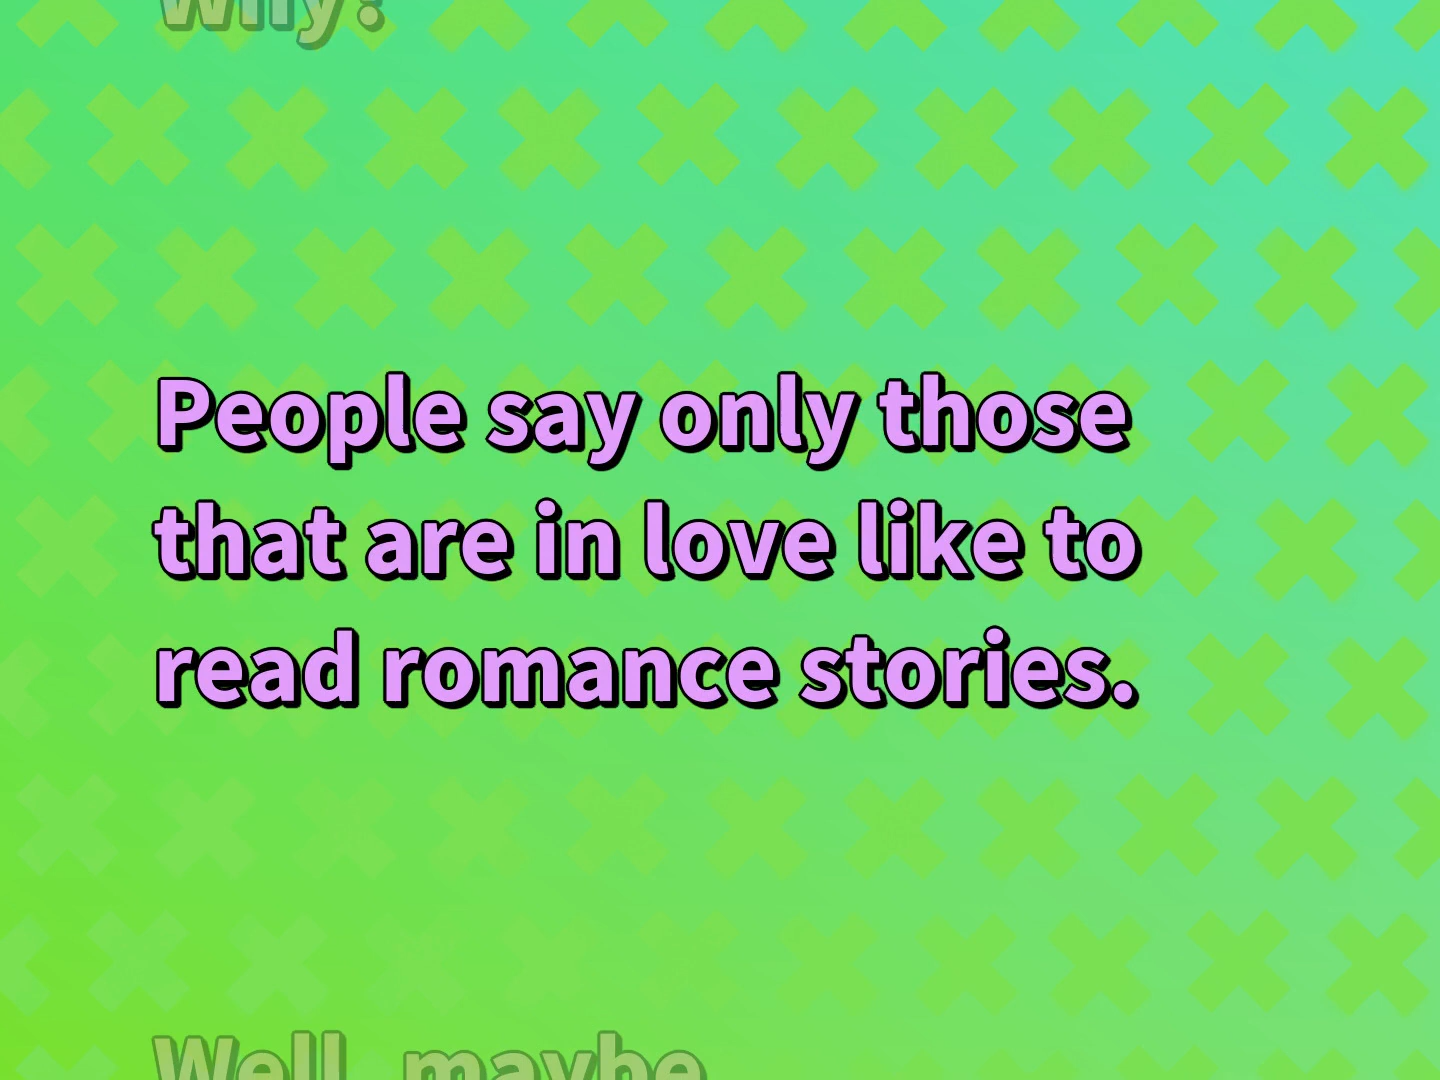 Why?
People say only those
that are in love like to
read romance stories.
Well, maybe